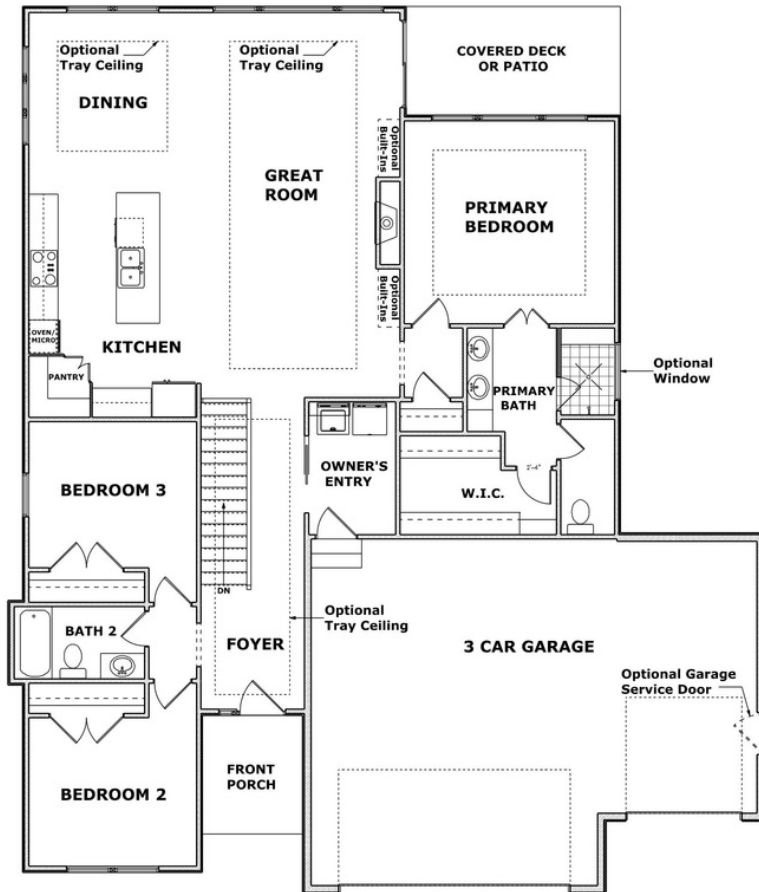 Optional
Tray Ceiling
Optional
Tray Ceiling
COVERED DECK
OR PATIO
DINING
Optional
Built-Ins
GREAT
ROOM
PRIMARY
BEDROOM
Optional
Built-Ins
OVEN/
MICRO
KITCHEN
PANTRY
PRIMARY
BATH
Optional
Window
OWNER'S
ENTRY
2'-4"
W.I.C.
BEDROOM 3
DN
Optional
Tray Ceiling
BATH 2
FOYER
3 CAR GARAGE
Optional Garage
Service Door
FRONT
PORCH
BEDROOM 2